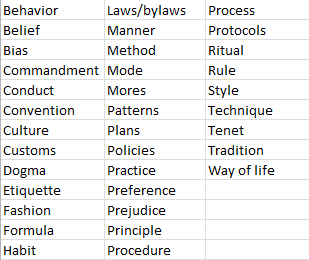 Behavior Laws/bylaws Process
Belief Manner Protocols
Bias Method Ritual
Commandment Mode Rule
Conduct Mores Style
Convention Patterns Technique
Culture Plans Tenet
Customs Policies Tradition
Dogma Practice Way of life
Etiquette Preference
Fashion Prejudice
Formula Principle
Habit Procedure